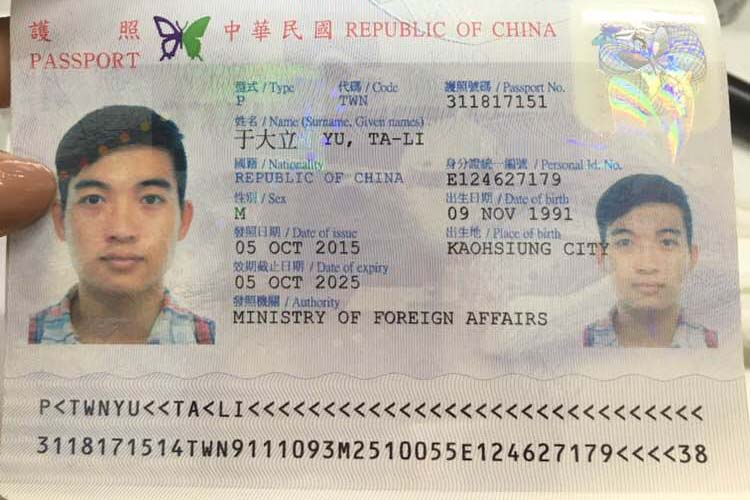 護 照 中華民國 REPUBLIC OF CHINA
PASSPORT
型式 / Type 代碼 / Code 護照號碼 / Passport No.
P TWN 311817151
姓名 / Name (Surname, Given names)
于大立 YU, TA-LI
國籍 / Nationality 身分證統一編號 / Personal Id. No.
REPUBLIC OF CHINA E124627179
性別 / Sex 出生日期 / Date of birth
M 09 NOV 1991
發照日期 / Date of issue 出生地 / Place of birth
05 OCT 2015 KAOHSIUNG CITY
效期截止日期 / Date of expiry
05 OCT 2025
發照機關 / Authority
MINISTRY OF FOREIGN AFFAIRS
P<TWNYU<<TA<LI<<<<<<<<<<<<<<<<<<<<<<<<<<<<<<
3118171514TWN9111093M2510055E124627179<<<<38